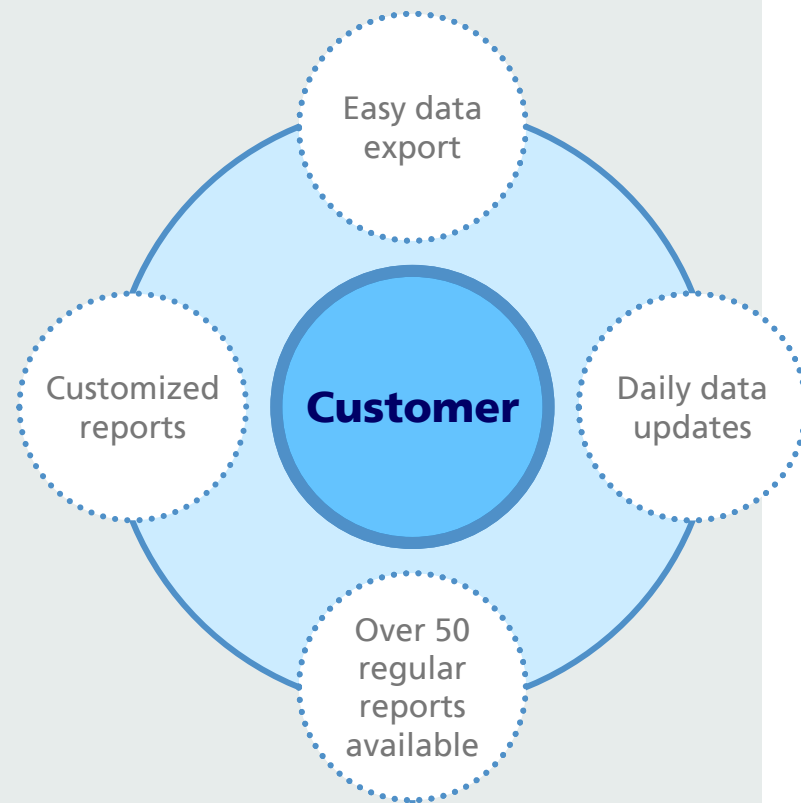 Easy data
export
Customized
reports
Customer
Daily data
updates
Over 50
regular
reports
available